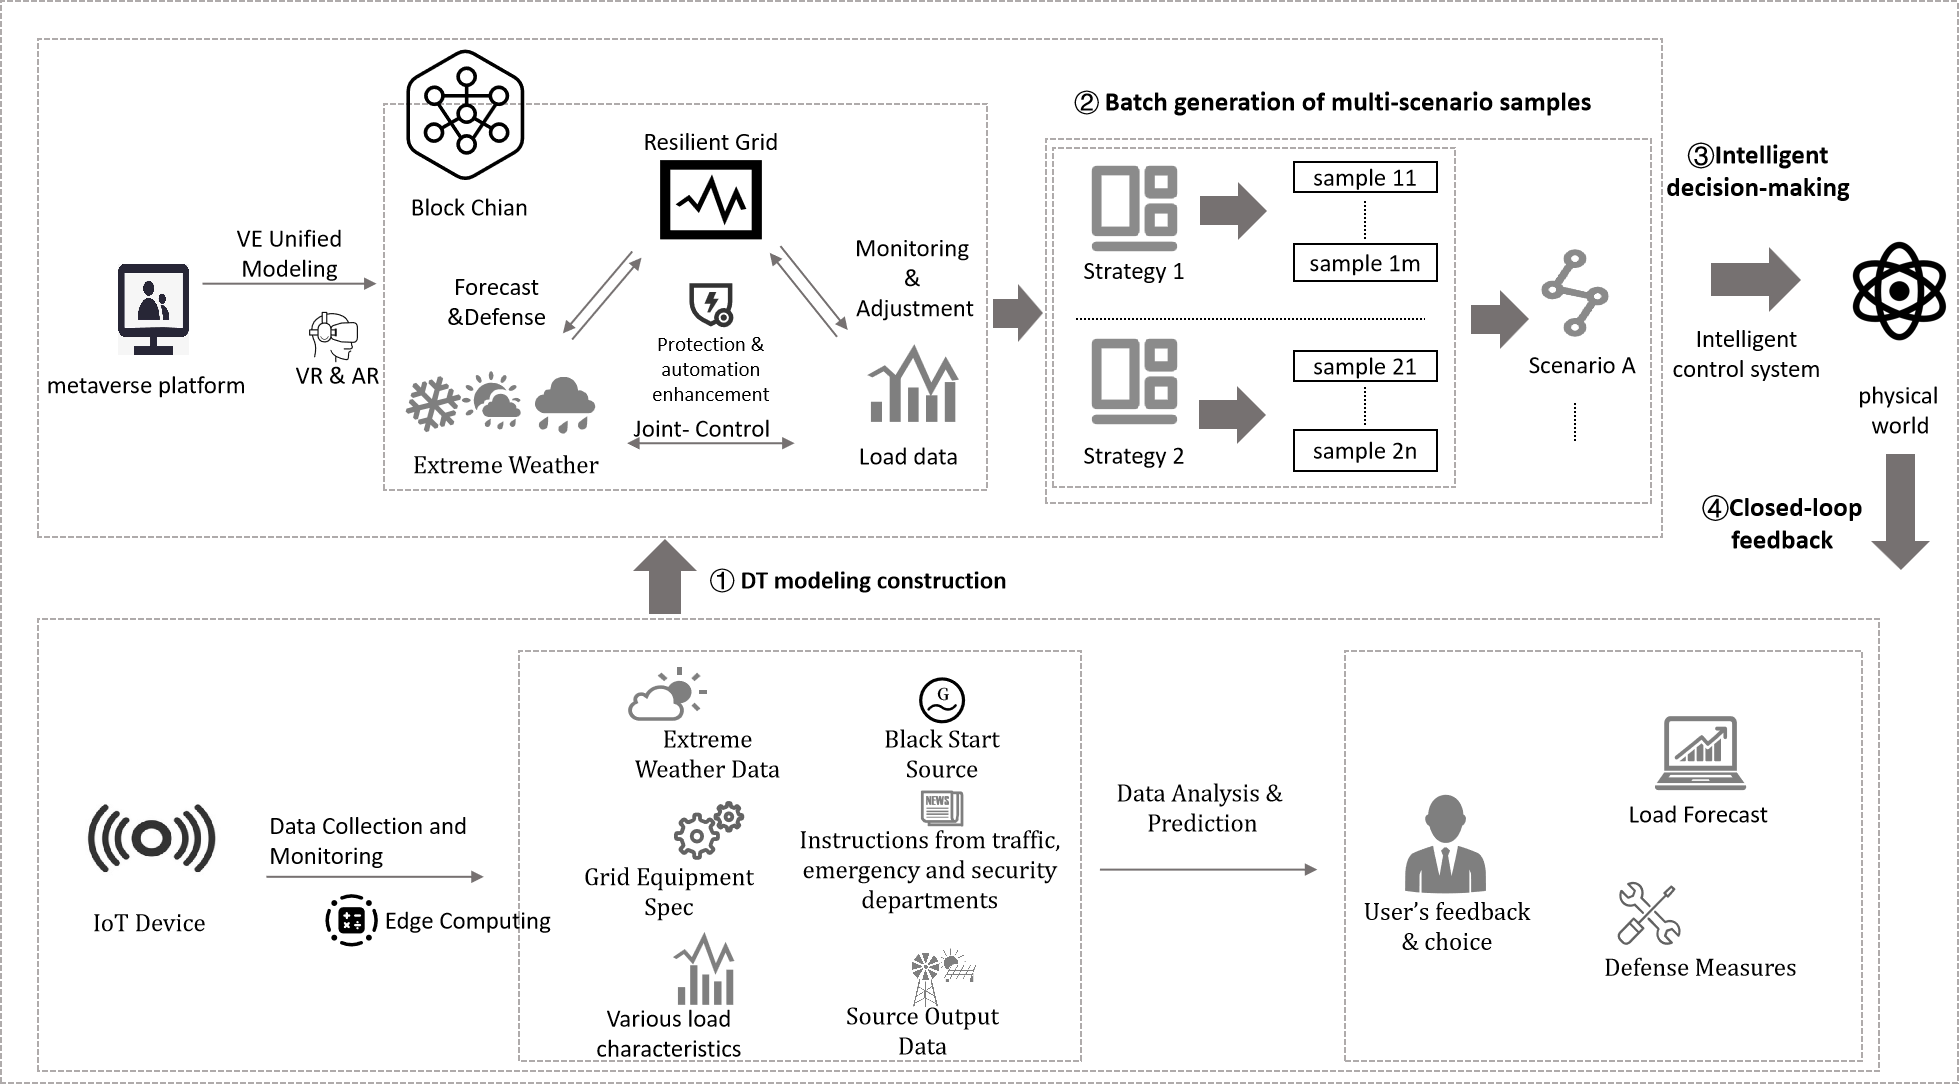 Block Chian
Resilient Grid
VE Unified
Modeling
metaverse platform
VR & AR
Forecast
&Defense
Monitoring
&
Adjustment
Protection &
automation
enhancement
Joint- Control
Extreme Weather
Load data
② Batch generation of multi-scenario samples
Strategy 1
sample 11
sample 1m
Strategy 2
sample 21
sample 2n
Scenario A
③Intelligent
decision-making
Intelligent
control system
physical
world
④Closed-loop
feedback
① DT modeling construction
IoT Device
Data Collection and
Monitoring
Edge Computing
Extreme
Weather Data
G
Black Start
Source
Grid Equipment
Spec
NEWS
Instructions from traffic,
emergency and security
departments
Various load
characteristics
Source Output
Data
Data Analysis &
Prediction
User’s feedback
& choice
Load Forecast
Defense Measures